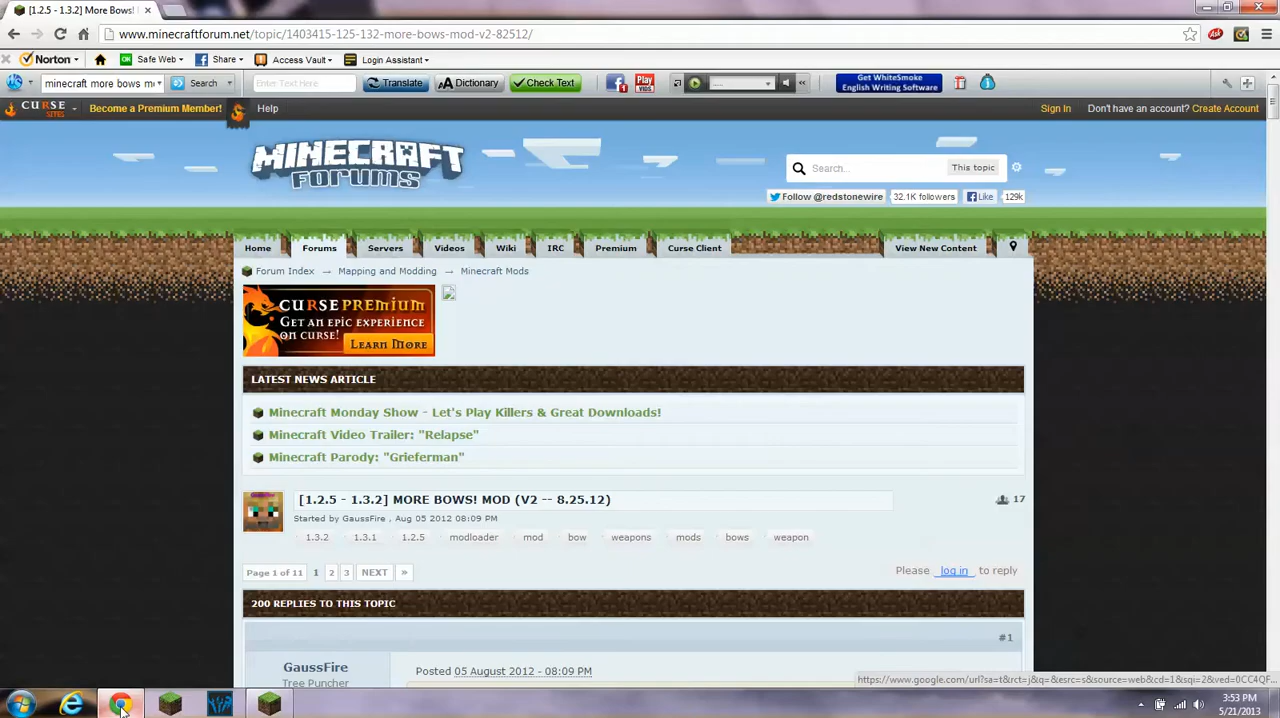 [1.2.5 - 1.3.2] More Bows! M ×
www.minecraftforum.net/topic/1403415-125-132-more-bows-mod-v2-82512/
Norton Safe Web Share Access Vault Login Assistant
minecraft more bows m Search Enter Text Here Translate Dictionary Check Text Play VIDS Get WhiteSmoke English Writing Software
CURSE SITES Become a Premium Member! Help Sign In Don't have an account? Create Account
MINECRAFT FORUMS
Search... This topic
Follow @redstonewire 32.1K followers Like 129k
Home Forums Servers Videos Wiki IRC Premium Curse Client View New Content
Forum Index → Mapping and Modding → Minecraft Mods
CURSE PREMIUM
GET AN EPIC EXPERIENCE
ON CURSE! LEARN MORE
LATEST NEWS ARTICLE
Minecraft Monday Show - Let's Play Killers & Great Downloads!
Minecraft Video Trailer: "Relapse"
Minecraft Parody: "Grieferman"
[1.2.5 - 1.3.2] MORE BOWS! MOD (V2 -- 8.25.12) 17
Started by GaussFire , Aug 05 2012 08:09 PM
1.3.2 1.3.1 1.2.5 modloader mod bow weapons mods bows weapon
Page 1 of 11 1 2 3 NEXT » Please log in to reply
200 REPLIES TO THIS TOPIC
#1
GaussFire Posted 05 August 2012 - 08:09 PM
Tree Puncher
https://www.google.com/url?sa=t&rct=j&q=&esrc=s&source=web&cd=1&sqi=2&ved=0CC4QF...
3:53 PM
5/21/2013